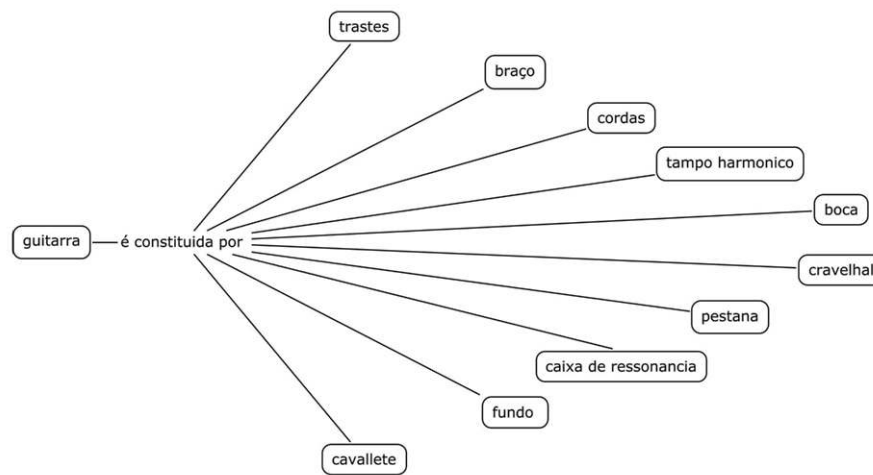 trastes
braço
cordas
tampo harmonico
boca
guitarra
é constituida por
cravelhal
pestana
caixa de ressonancia
fundo
cavallete